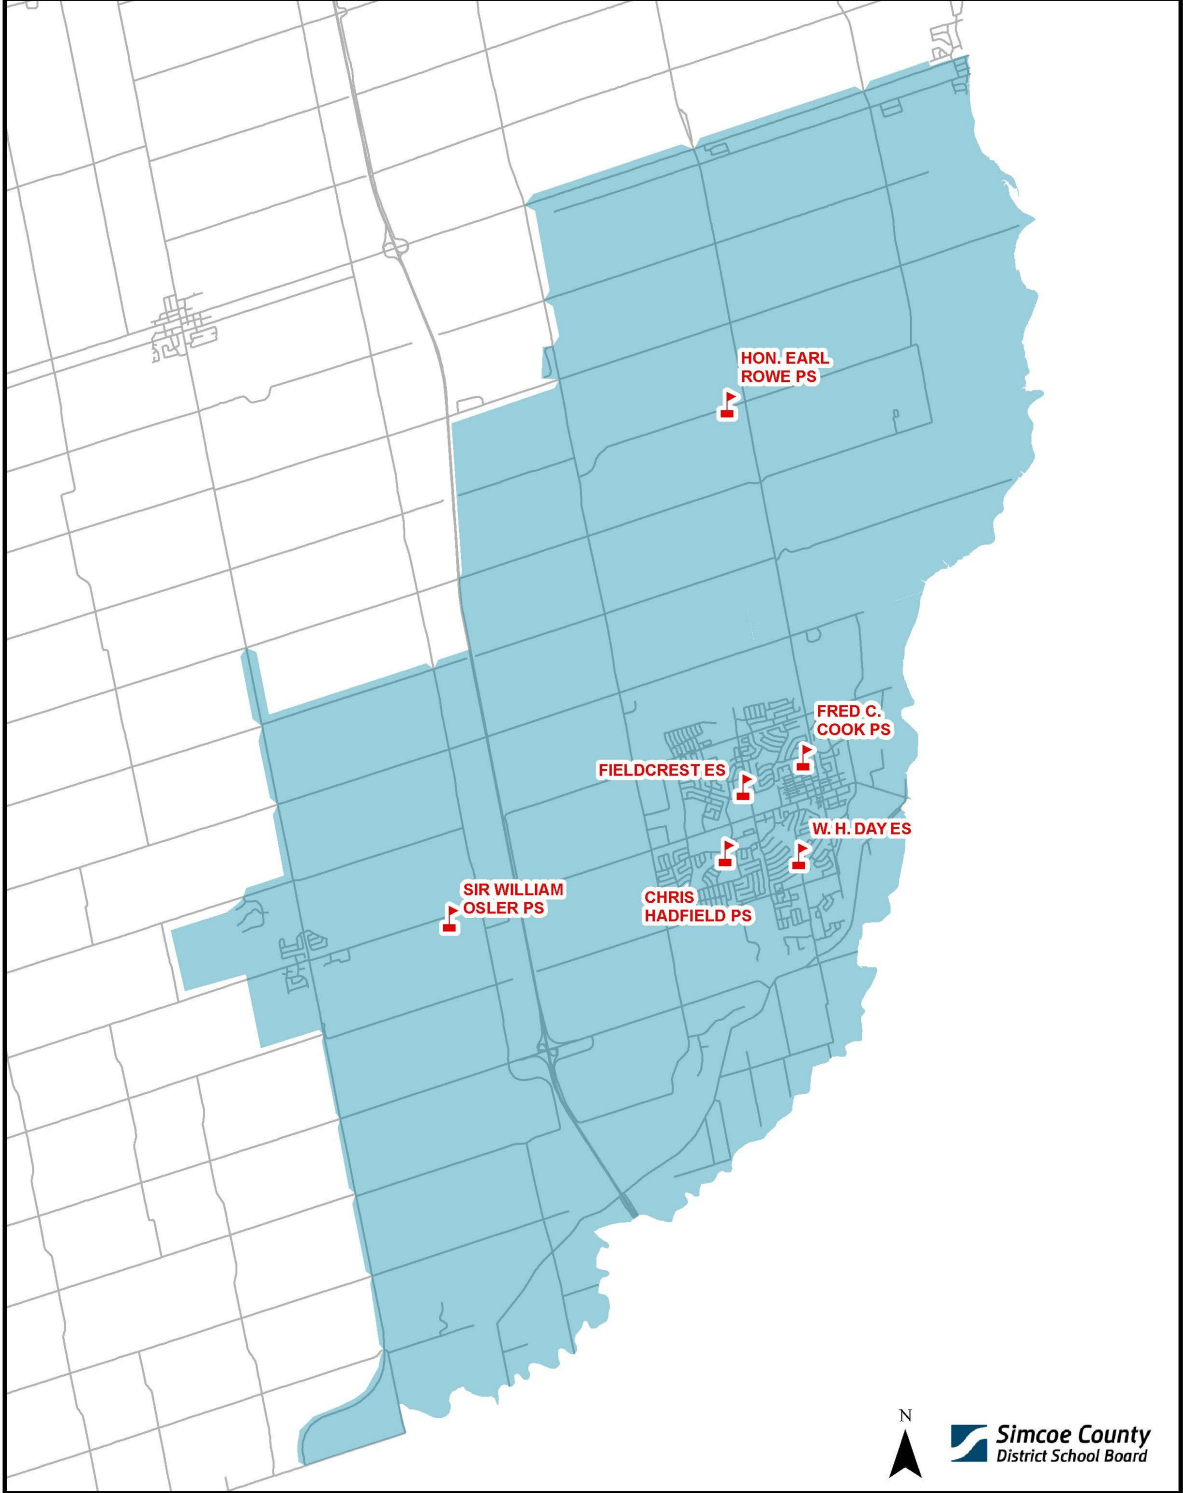 HON. EARL
ROWE PS
FRED C.
COOK PS
FIELDCREST ES
W. H. DAY ES
SIR WILLIAM
OSLER PS
CHRIS
HADFIELD PS
N
Simcoe County
District School Board